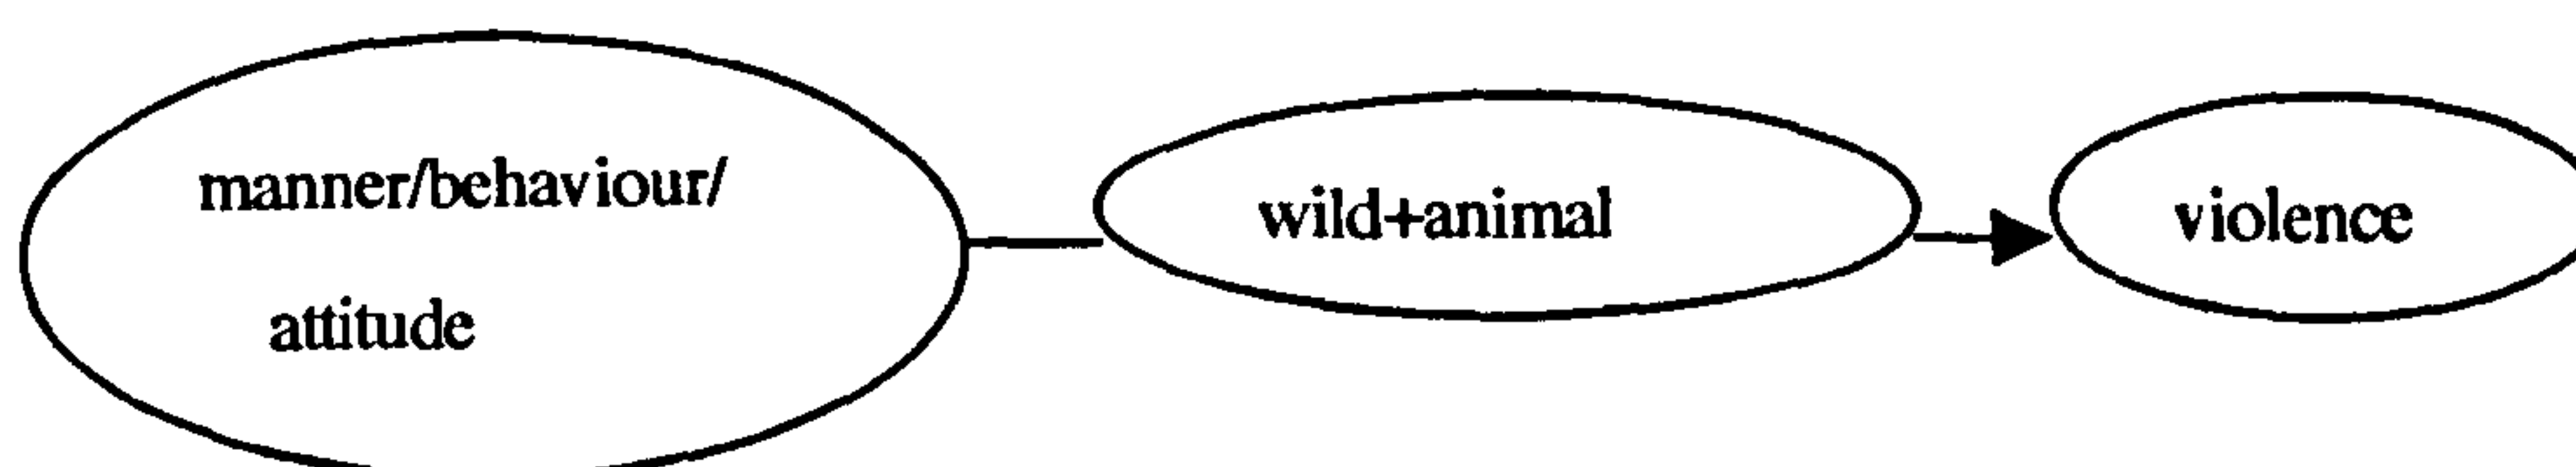 manner/behaviour/
attitude
wild+animal
violence